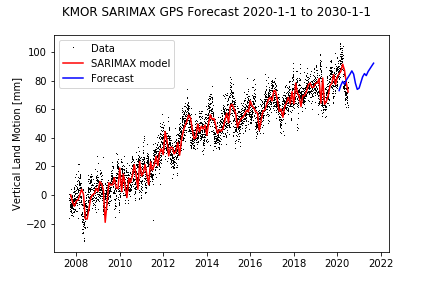 KMOR SARIMAX GPS Forecast 2020-1-1 to 2030-1-1
Data
SARIMAX model
Forecast
Vertical Land Motion [mm]
100
80
60
40
20
0
−20
2008 2010 2012 2014 2016 2018 2020 2022